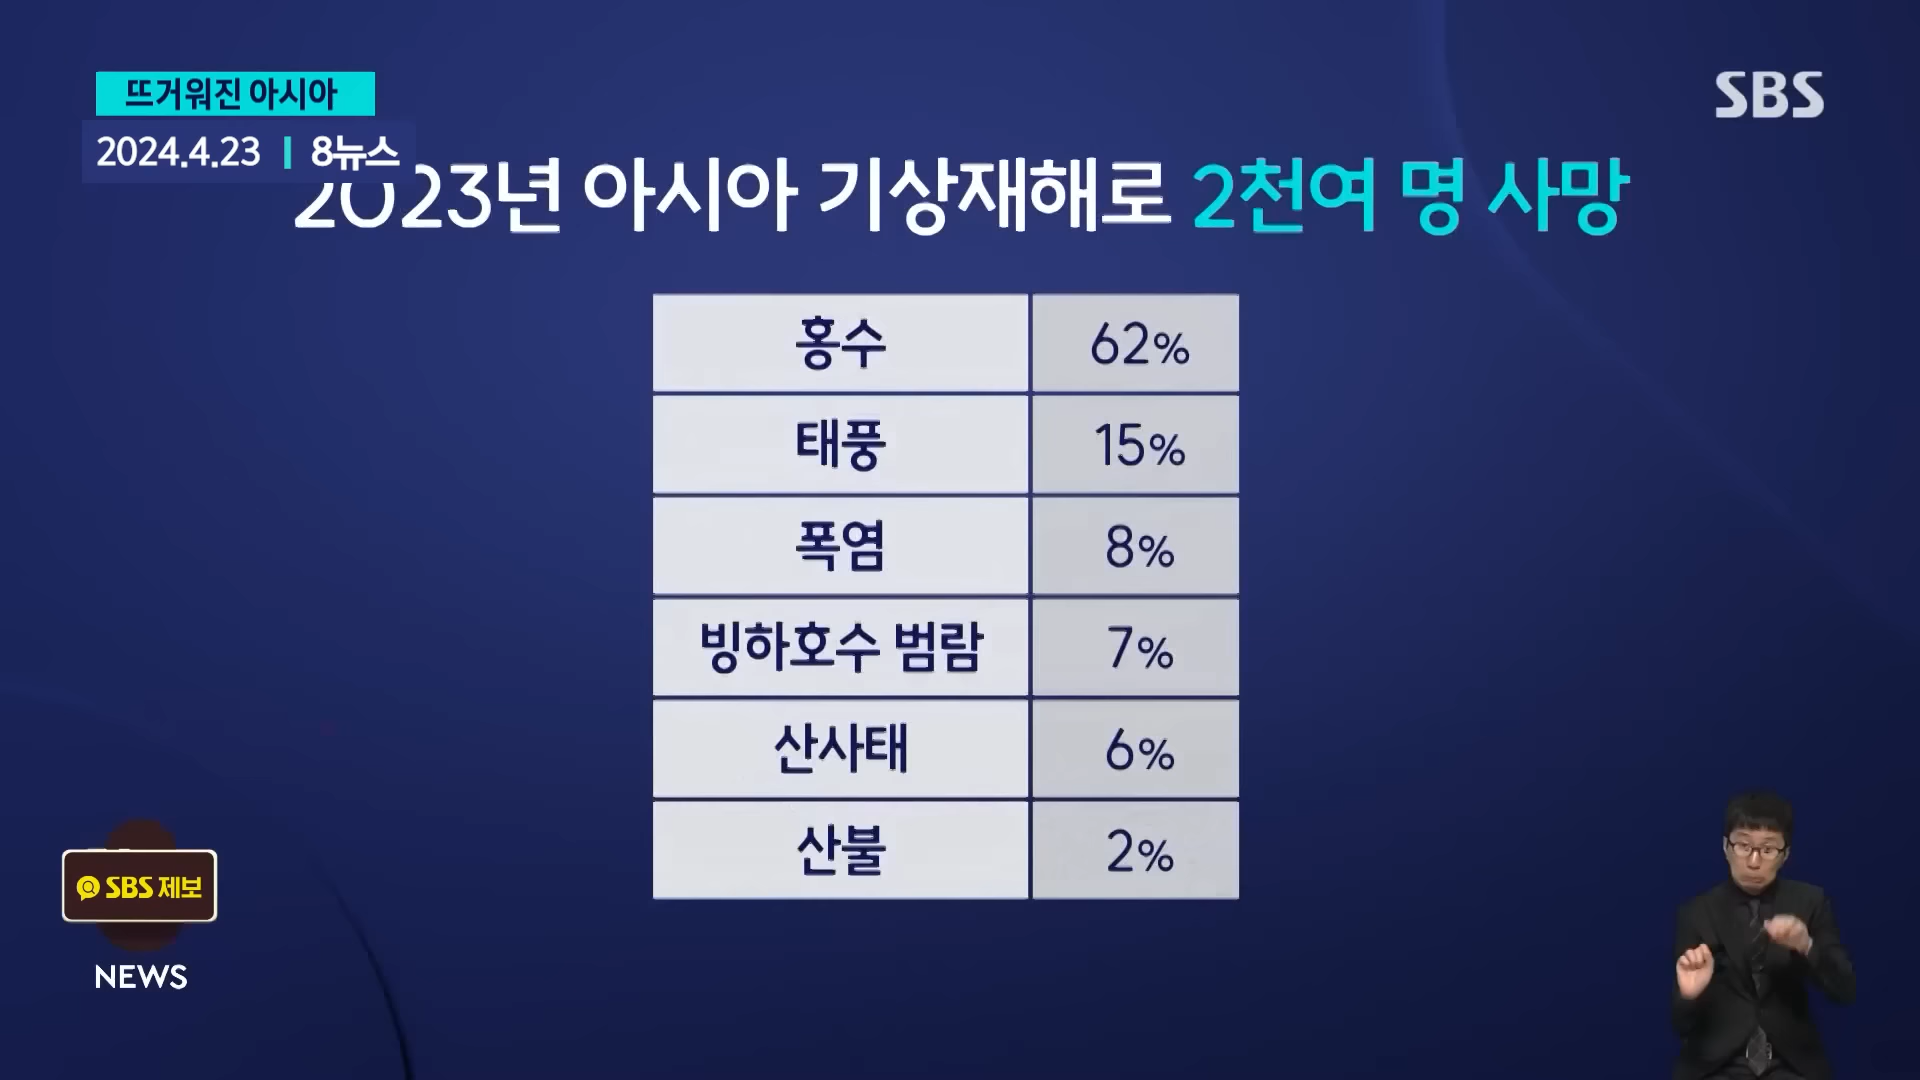 뜨거워진 아시아
SBS
2024.4.23 | 8뉴스
2023년 아시아 기상재해로 2천여 명 사망
홍수 62%
태풍 15%
폭염 8%
빙하호수 범람 7%
산사태 6%
산불 2%
SBS 제보
NEWS